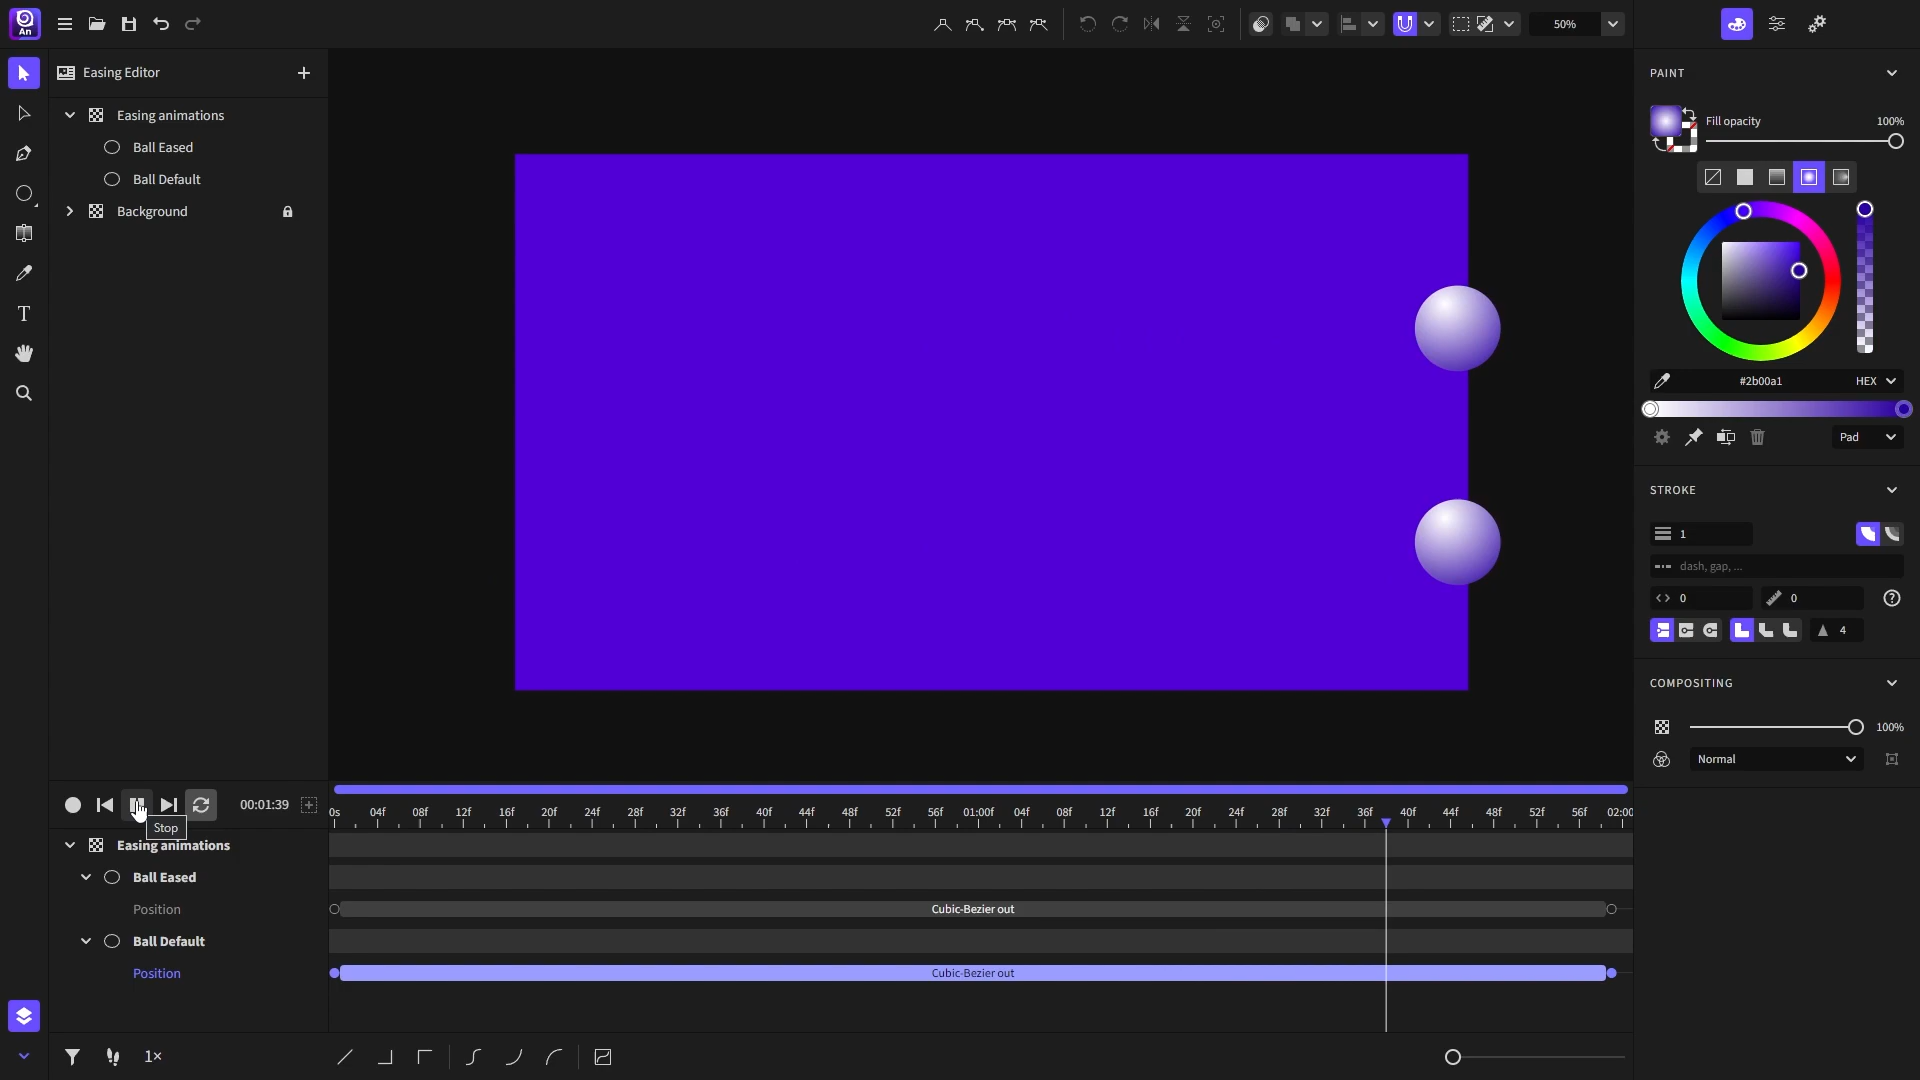 An
50%
Easing Editor
PAINT
Easing animations
Fill opacity 100%
Ball Eased
Ball Default
Background
#2b00a1 HEX
Pad
STROKE
1
dash, gap, ...
0 0
4
COMPOSITING
100%
Normal
00:01:39
0s 04f 08f 12f 16f 20f 24f 28f 32f 36f 40f 44f 48f 52f 56f 01:00f 04f 08f 12f 16f 20f 24f 28f 32f 36f 40f 44f 48f 52f 56f 02:00
Stop
Easing animations
Ball Eased
Position Cubic-Bezier out
Ball Default
Position Cubic-Bezier out
1×